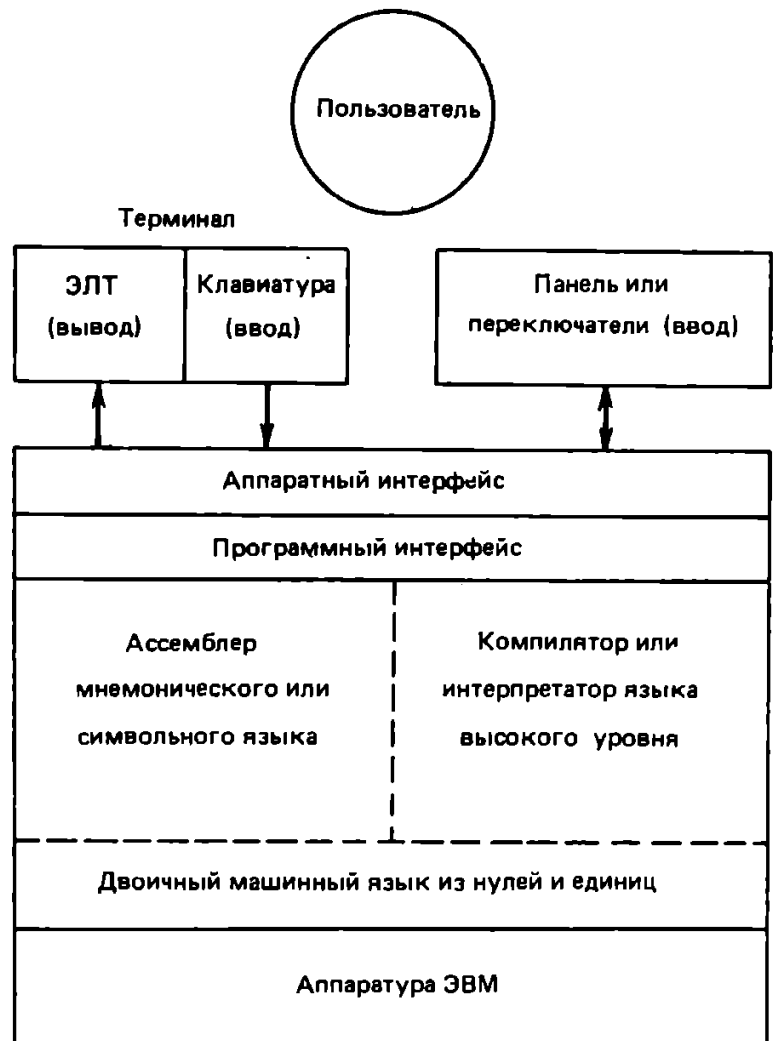 Пользователь
Терминал
ЭЛТ
(вывод)
Клавиатура
(ввод)
Панель или
переключатели (ввод)
Аппаратный интерфейс
Программный интерфейс
Ассемблер
мнемонического или
символьного языка
Компилятор или
интерпретатор языка
высокого уровня
Двоичный машинный язык из нулей и единиц
Аппаратура ЭВМ